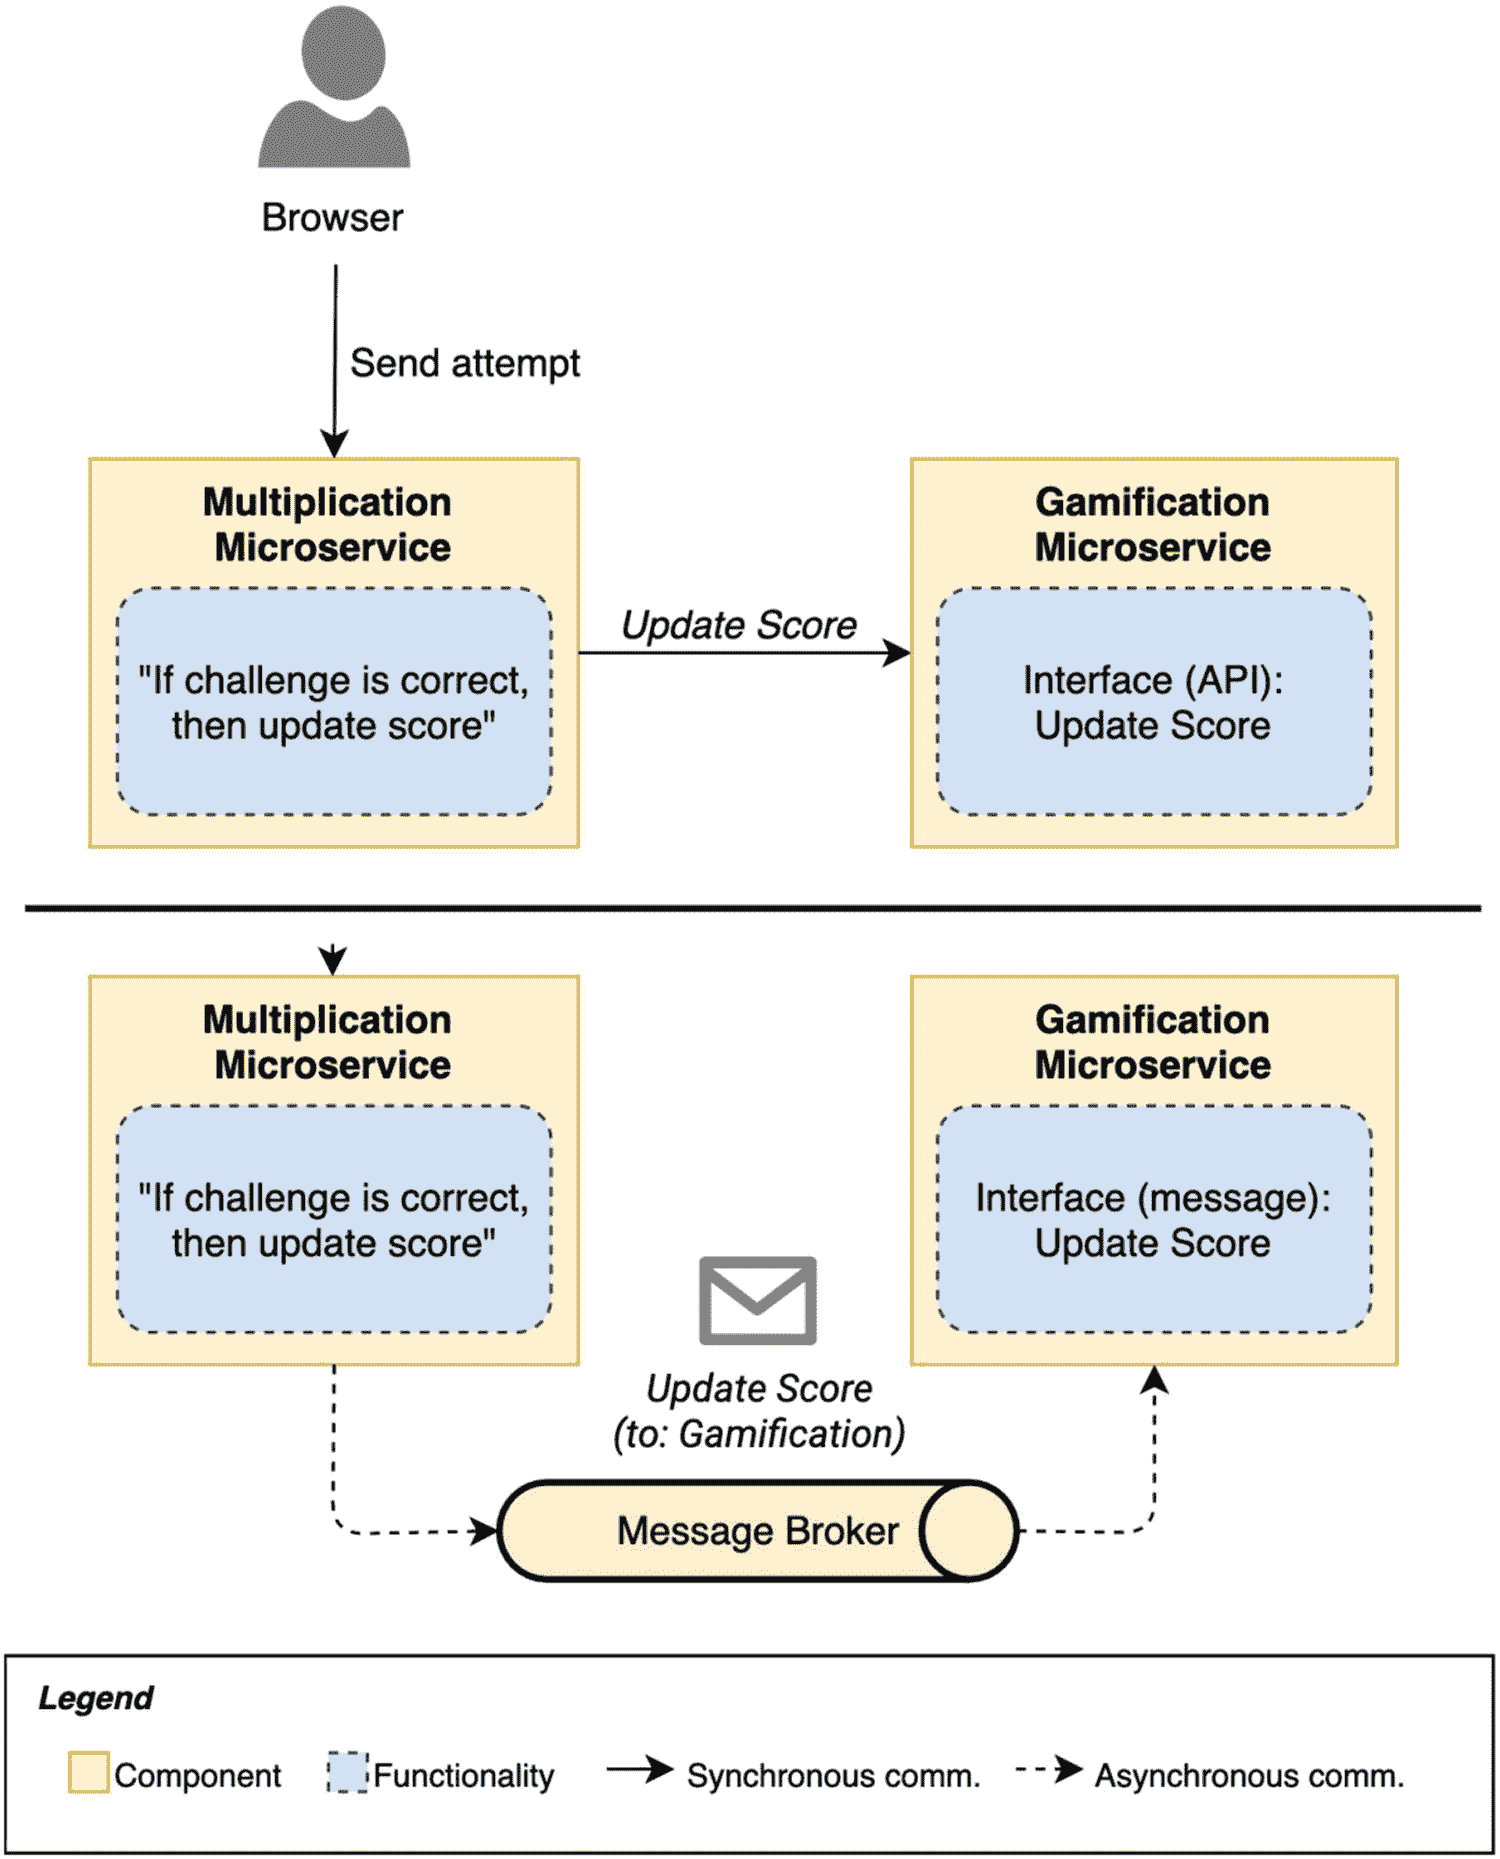 Browser
Send attempt
Multiplication
Microservice
"If challenge is correct,
then update score"
Update Score
Gamification
Microservice
Interface (API):
Update Score
Multiplication
Microservice
"If challenge is correct,
then update score"
Gamification
Microservice
Interface (message):
Update Score
Update Score
(to: Gamification)
Message Broker
Legend
Component
Functionality
Synchronous comm.
Asynchronous comm.